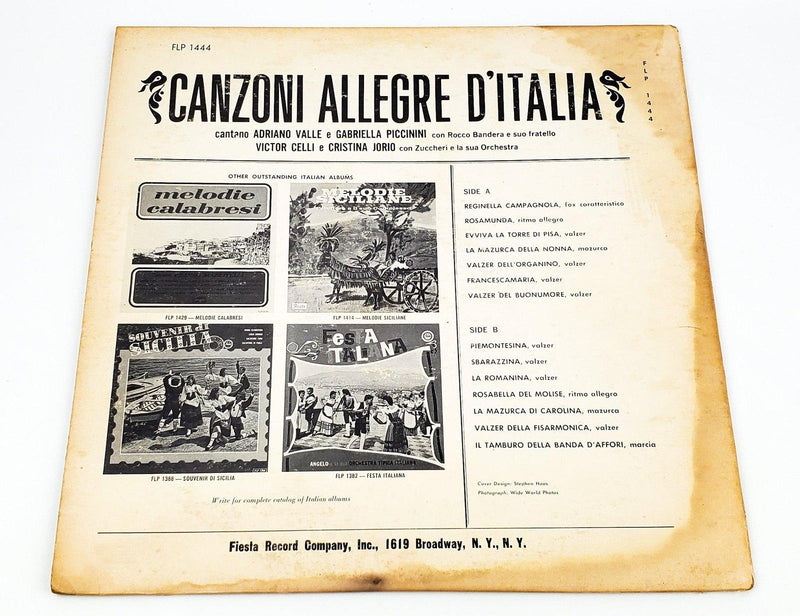 FLP 1444
FLP 1444
CANZONI ALLEGRE D'ITALIA
cantano ADRIANO VALLE e GABRIELLA PICCININI con Rocco Bandera e suo fratello
VICTOR CELLI e CRISTINA JORIO con Zuccheri e la sua Orchestra
OTHER OUTSTANDING ITALIAN ALBUMS
melodie
calabresi
FLP 1429 — MELODIE CALABRESI
MELODIE
SICILIANE
FLP 1414 — MELODIE SICILIANE
SOUVENIR di
SICILIA
FLP 1388 — SOUVENIR DI SICILIA
FESTA
ITALIANA
ANGELO
ORCHESTRA TIPICA ITALIANA
FLP 1382 — FESTA ITALIANA
Write for complete catalog of Italian albums
SIDE A
REGINELLA CAMPAGNOLA, fox caratteristico
ROSAMUNDA, ritmo allegro
EVVIVA LA TORRE DI PISA, valzer
LA MAZURCA DELLA NONNA, mazurca
VALZER DELL'ORGANINO, valzer
FRANCESCAMARIA, valzer
VALZER DEL BUONUMORE, valzer
SIDE B
PIEMONTESINA, valzer
SBARAZZINA, valzer
LA ROMANINA, valzer
ROSABELLA DEL MOLISE, ritmo allegro
LA MAZURCA DI CAROLINA, mazurca
VALZER DELLA FISARMONICA, valzer
IL TAMBURO DELLA BANDA D'AFFORI, marcia
Cover Design: Stephen Haas
Photograph: Wide World Photos
Fiesta Record Company, Inc., 1619 Broadway, N. Y., N. Y.